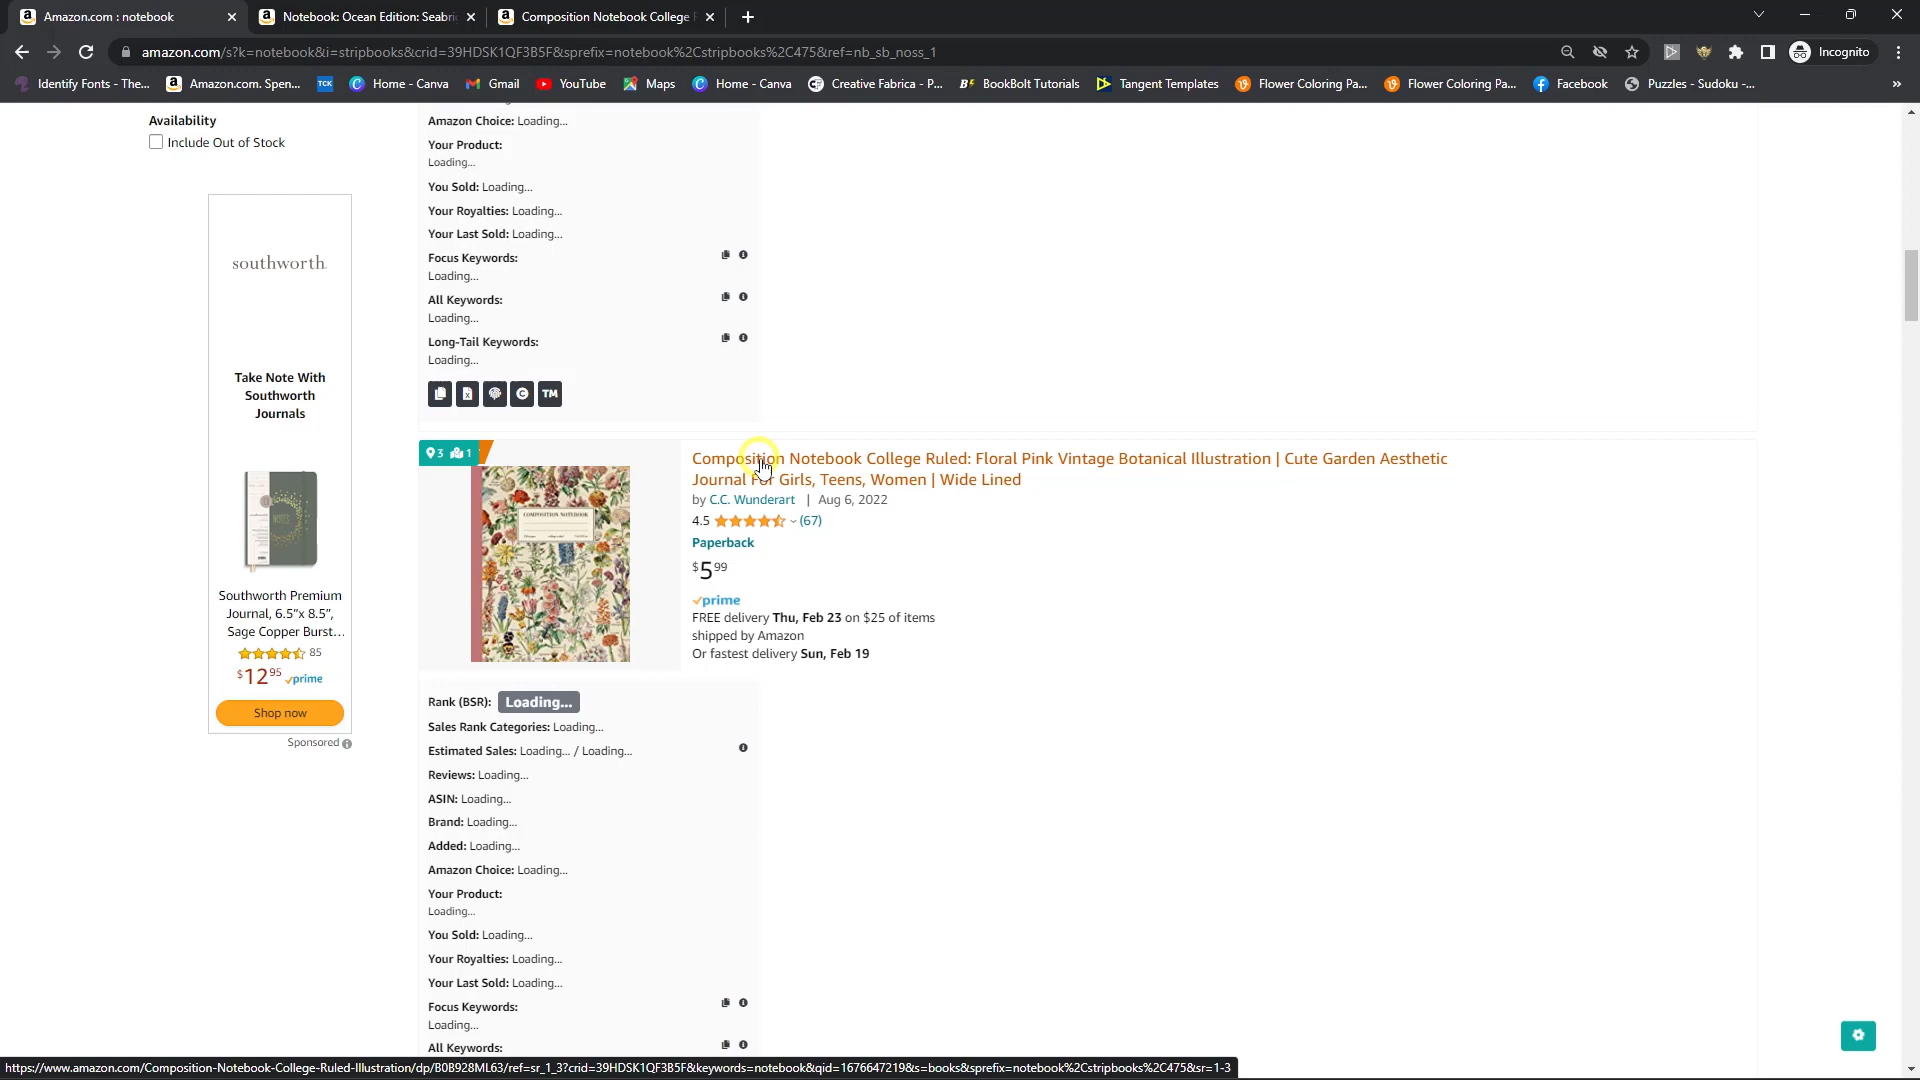 Amazon.com : notebook
Notebook: Ocean Edition: Seabri
Composition Notebook College
amazon.com/s?k=notebook&i=stripbooks&crid=39HDSK1QF3B5F&sprefix=notebook%2Cstripbooks%2C475&ref=nb_sb_noss_1
Incognito
Identify Fonts - The...
Amazon.com. Spen...
TCK
Home - Canva
Gmail
YouTube
Maps
Home - Canva
Creative Fabrica - P...
BookBolt Tutorials
Tangent Templates
Flower Coloring Pa...
Flower Coloring Pa...
Facebook
Puzzles - Sudoku -...
»
Availability
Include Out of Stock
southworth
Take Note With
Southworth
Journals
NOTES
Southworth Premium
Journal, 6.5"x 8.5",
Sage Copper Burst...
85
$12 95 prime
Shop now
Sponsored
Amazon Choice: Loading...
Your Product:
Loading...
You Sold: Loading...
Your Royalties: Loading...
Your Last Sold: Loading...
Focus Keywords:
Loading...
All Keywords:
Loading...
Long-Tail Keywords:
Loading...
TM
3 1
COMPOSITION NOTEBOOK
Composition Notebook College Ruled: Floral Pink Vintage Botanical Illustration | Cute Garden Aesthetic
Journal For Girls, Teens, Women | Wide Lined
by C.C. Wunderart | Aug 6, 2022
4.5 (67)
Paperback
$5 99
prime
FREE delivery Thu, Feb 23 on $25 of items
shipped by Amazon
Or fastest delivery Sun, Feb 19
Rank (BSR): Loading...
Sales Rank Categories: Loading...
Estimated Sales: Loading... / Loading...
Reviews: Loading...
ASIN: Loading...
Brand: Loading...
Added: Loading...
Amazon Choice: Loading...
Your Product:
Loading...
You Sold: Loading...
Your Royalties: Loading...
Your Last Sold: Loading...
Focus Keywords:
Loading...
All Keywords:
https://www.amazon.com/Composition-Notebook-College-Ruled-Illustration/dp/B0B928ML63/ref=sr_1_3?crid=39HDSK1QF3B5F&keywords=notebook&qid=1676647219&s=books&sprefix=notebook%2Cstripbooks%2C475&sr=1-3